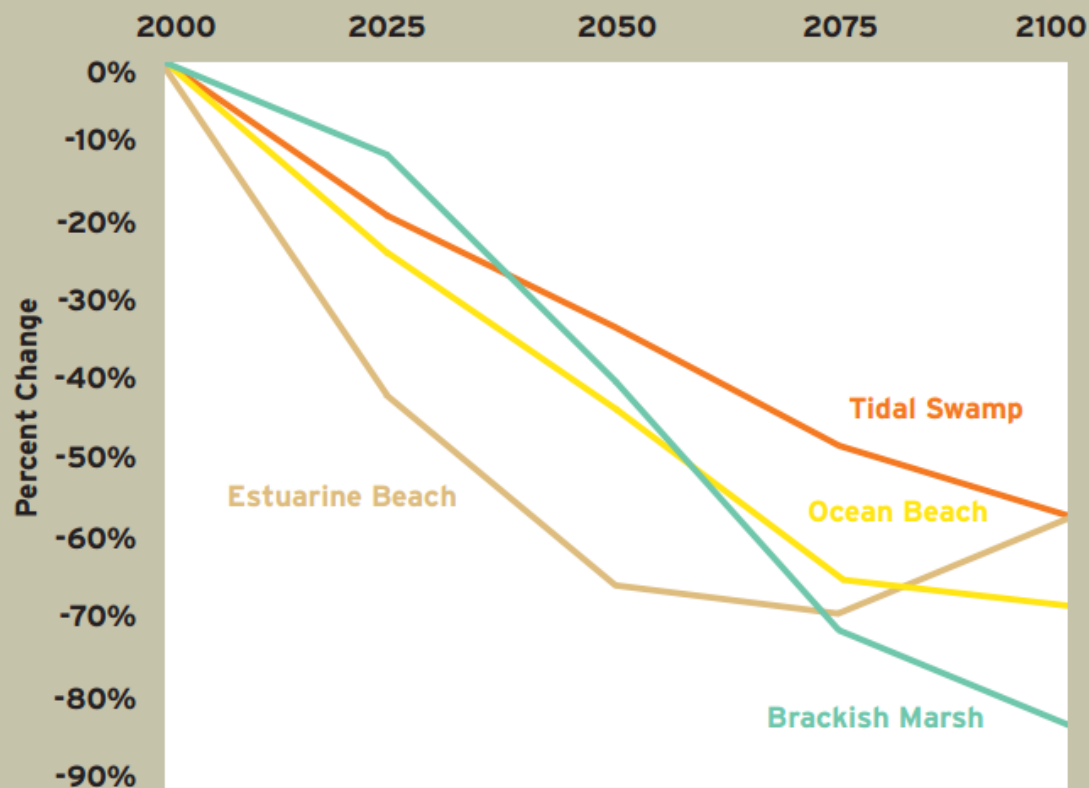 2000 2025 2050 2075 2100
0%
-10%
-20%
-30%
-40%
-50%
-60%
-70%
-80%
-90%
Percent Change
Tidal Swamp
Estuarine Beach
Ocean Beach
Brackish Marsh